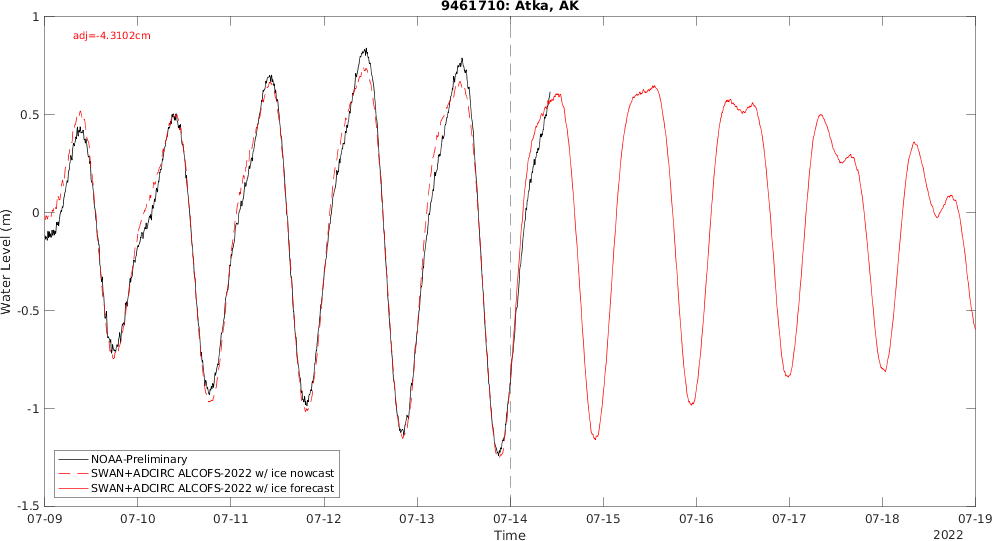 9461710: Atka, AK
adj=-4.3102cm
1
0.5
0
-0.5
-1
-1.5
Water Level (m)
NOAA-Preliminary
SWAN+ADCIRC ALCOFS-2022 w/ ice nowcast
SWAN+ADCIRC ALCOFS-2022 w/ ice forecast
07-09 07-10 07-11 07-12 07-13 07-14 07-15 07-16 07-17 07-18 07-19
Time
2022